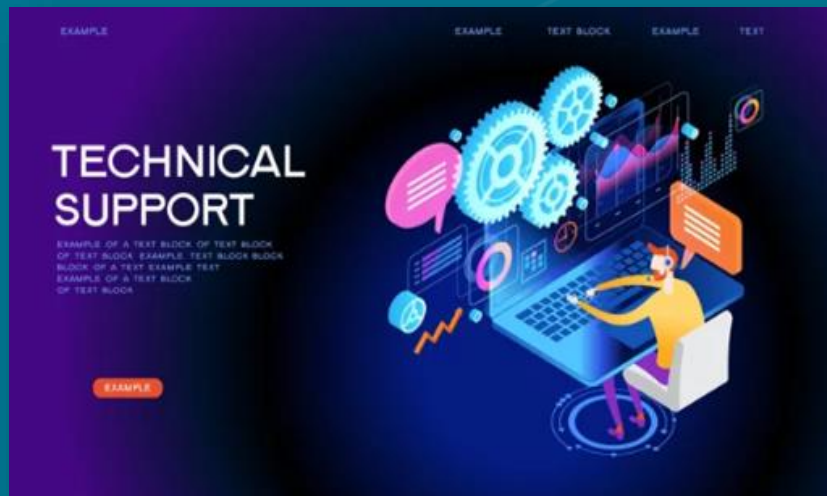 EXAMPLE
EXAMPLE TEXT BLOCK EXAMPLE TEXT
TECHNICAL
SUPPORT
EXAMPLE OF A TEXT BLOCK OF TEXT BLOCK
OF TEXT BLOCK EXAMPLE TEXT BLOCK BLOCK
BLOCK OF A TEXT EXAMPLE TEXT
EXAMPLE OF A TEXT BLOCK
OF TEXT BLOCK
EXAMPLE